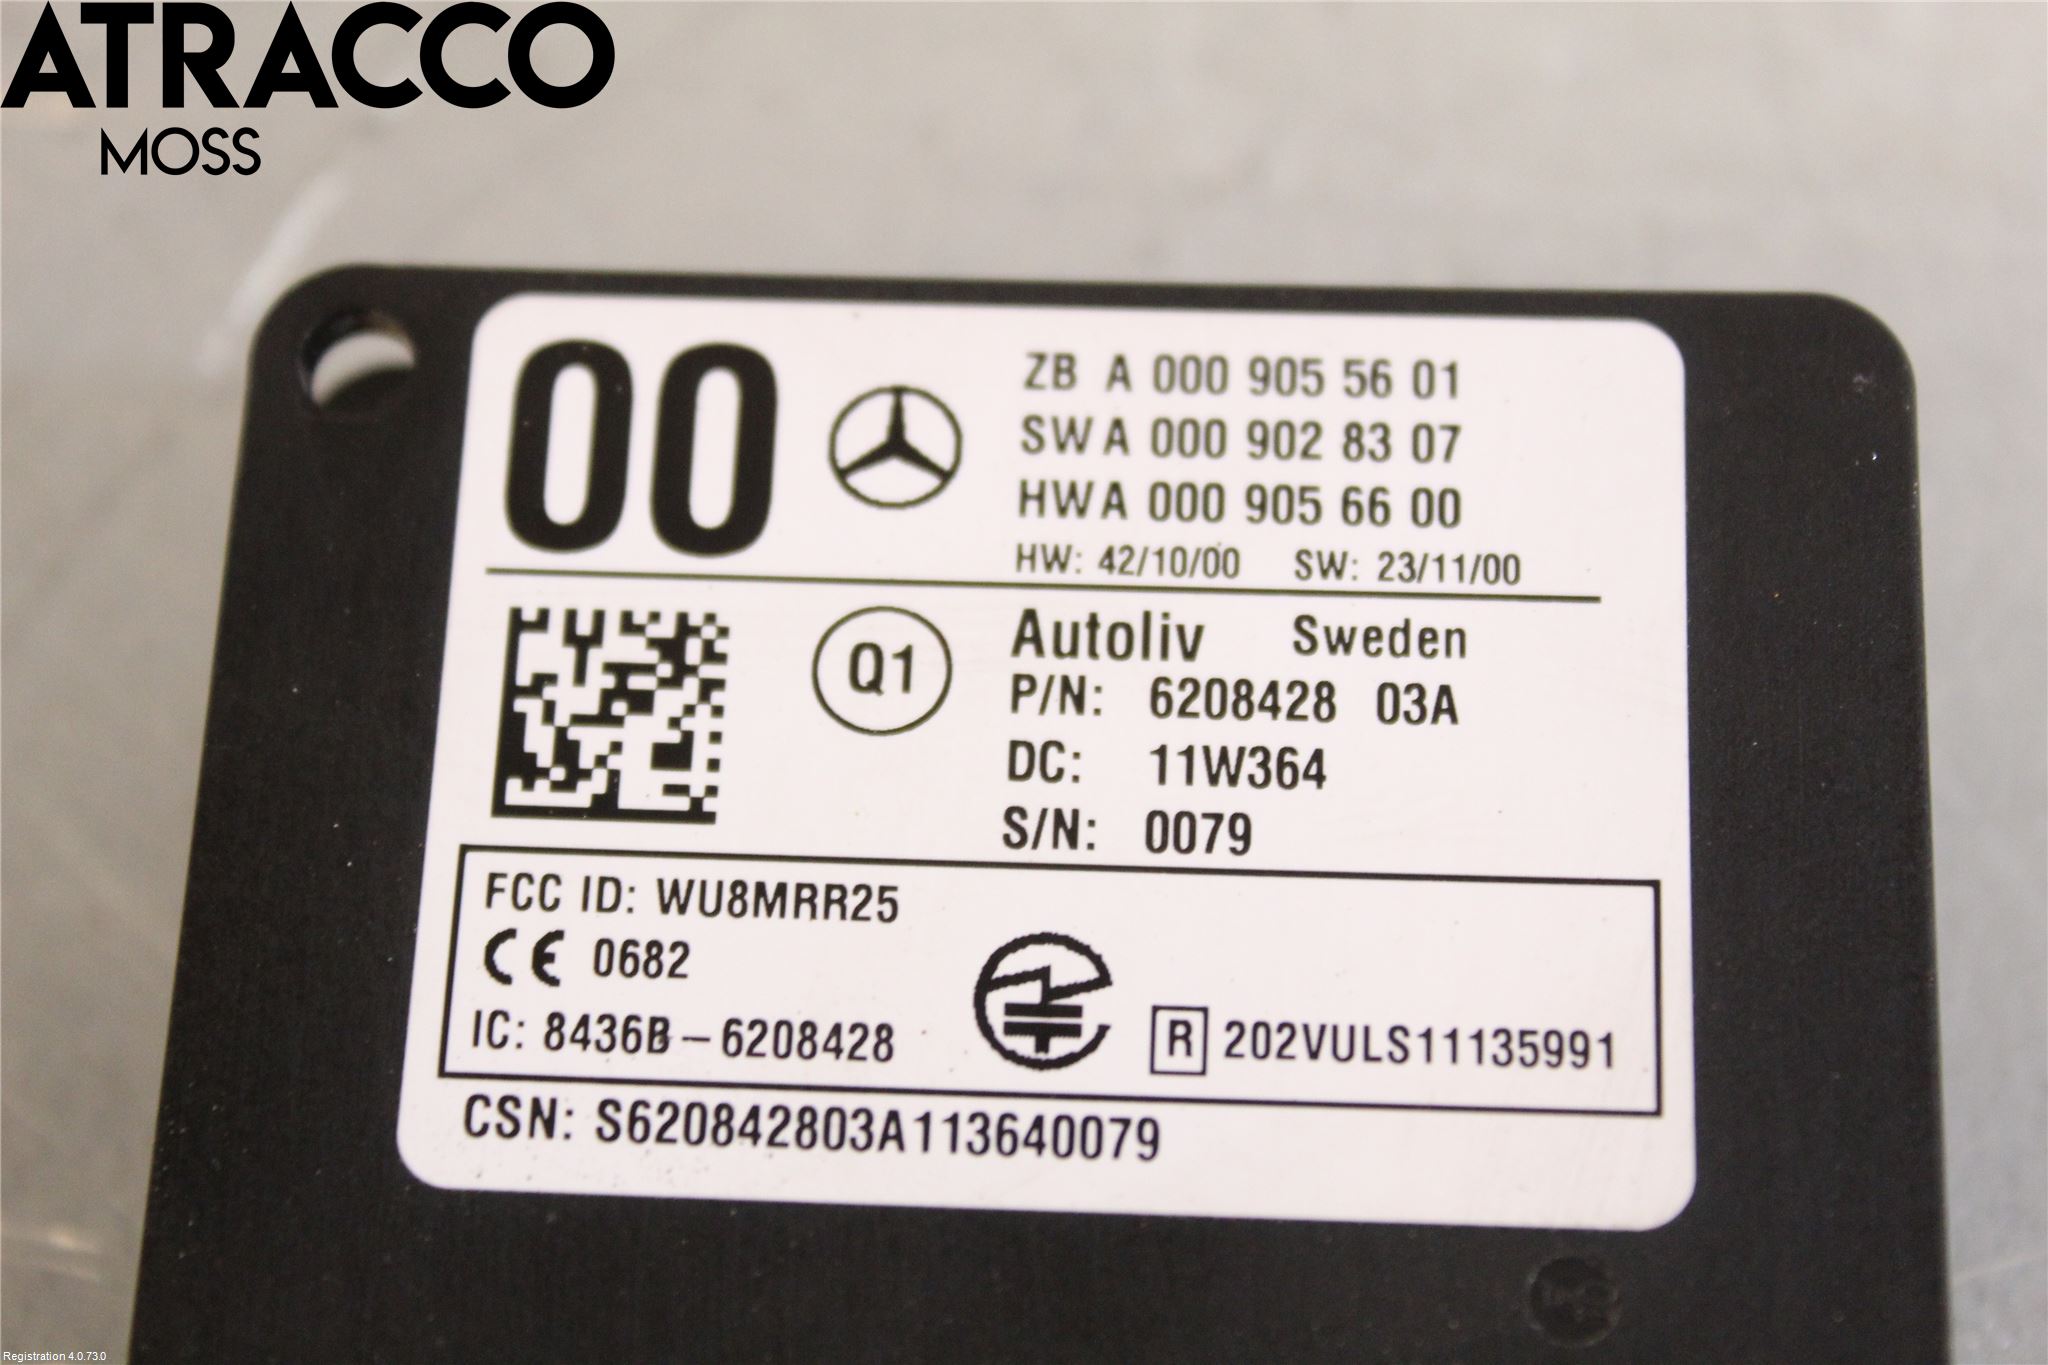 ATRACCO
MOSS
00
ZB A 000 905 56 01
SW A 000 902 83 07
HW A 000 905 66 00
HW: 42/10/00 SW: 23/11/00
Q1
Autoliv Sweden
P/N: 6208428 03A
DC: 11W364
S/N: 0079
FCC ID: WU8MRR25
CE 0682
IC: 8436B-6208428
R 202VULS11135991
CSN: S620842803A113640079
Registration 4.0.73.0